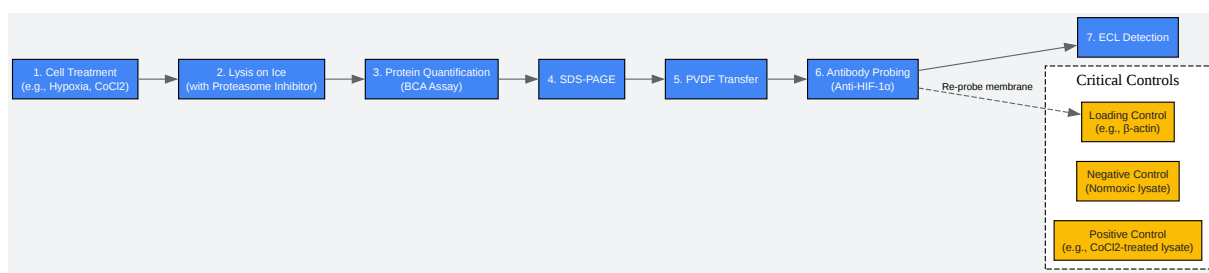 1. Cell Treatment
(e.g., Hypoxia, CoCl2)
2. Lysis on Ice
(with Proteasome Inhibitor)
3. Protein Quantification
(BCA Assay)
4. SDS-PAGE
5. PVDF Transfer
6. Antibody Probing
(Anti-HIF-1α)
7. ECL Detection
Re-probe membrane
Critical Controls
Loading Control
(e.g., β-actin)
Negative Control
(Normoxic lysate)
Positive Control
(e.g., CoCl2-treated lysate)